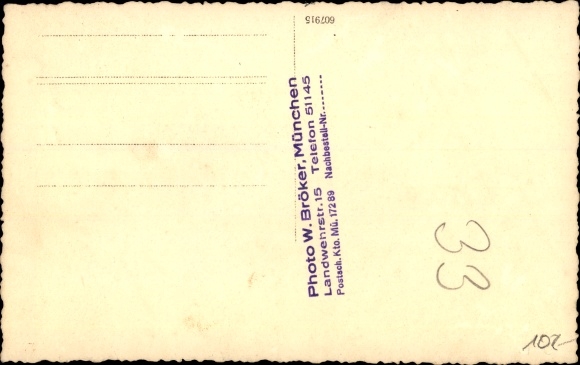 607915
Photo W. Bröker, München
Landwehrstr. 15 Telefon 51145
Postsch. Kto. Mü. 17289 Nachbestell-Nr.........
33
102-